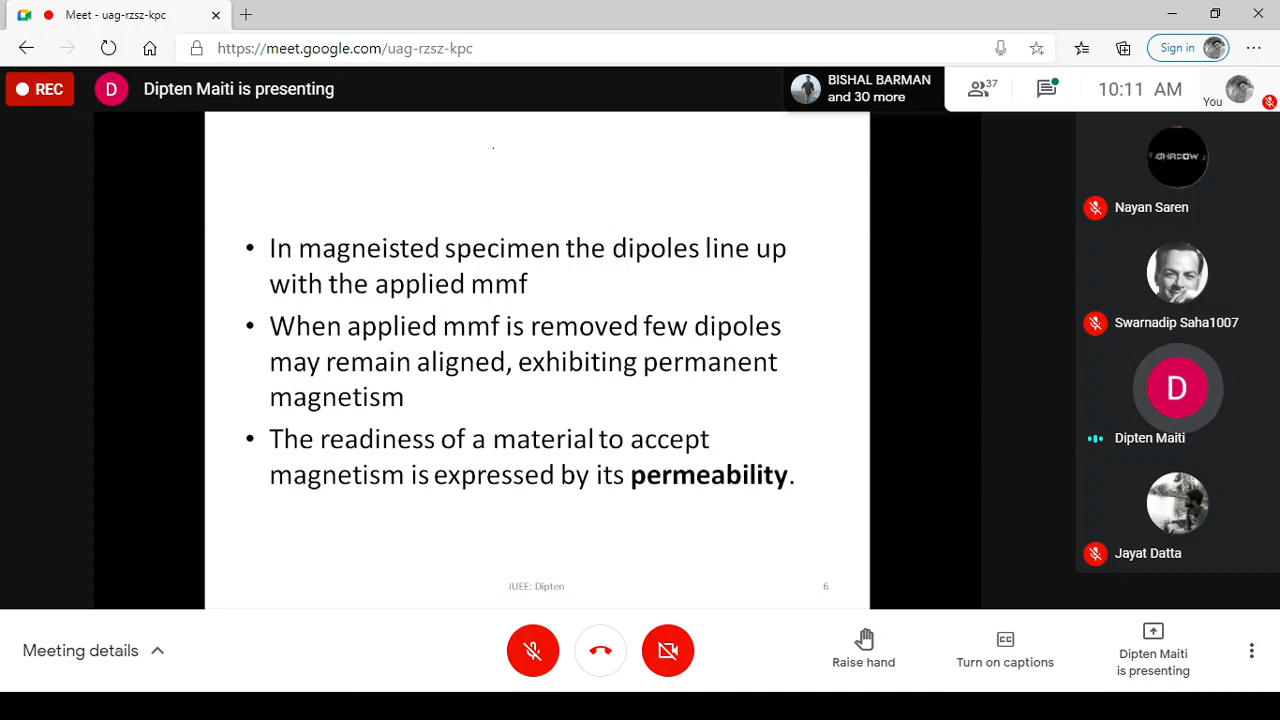 Meet - uag-rzsz-kpc
https://meet.google.com/uag-rzsz-kpc
Sign in
REC
D
Dipten Maiti is presenting
BISHAL BARMAN
and 30 more
37
10:11 AM
You
• In magneisted specimen the dipoles line up
with the applied mmf
• When applied mmf is removed few dipoles
may remain aligned, exhibiting permanent
magnetism
• The readiness of a material to accept
magnetism is expressed by its permeability.
JUEE: Dipten
6
SHADOW
Nayan Saren
Swarnadip Saha1007
D
Dipten Maiti
Jayat Datta
Meeting details
Raise hand
Turn on captions
Dipten Maiti
is presenting